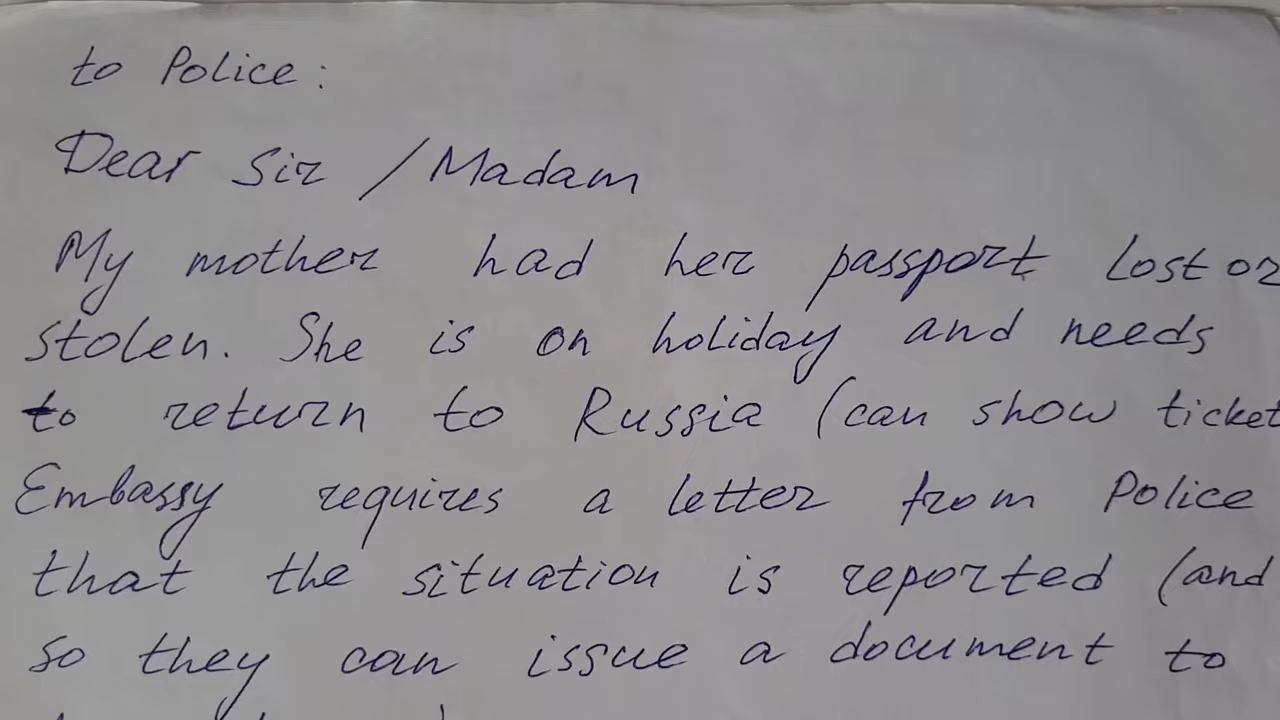 to Police:
Dear Sir / Madam
My mother had her passport lost or
stolen. She is on holiday and needs
to return to Russia (can show ticket
Embassy requires a letter from Police
that the situation is reported (and
so they can issue a document to